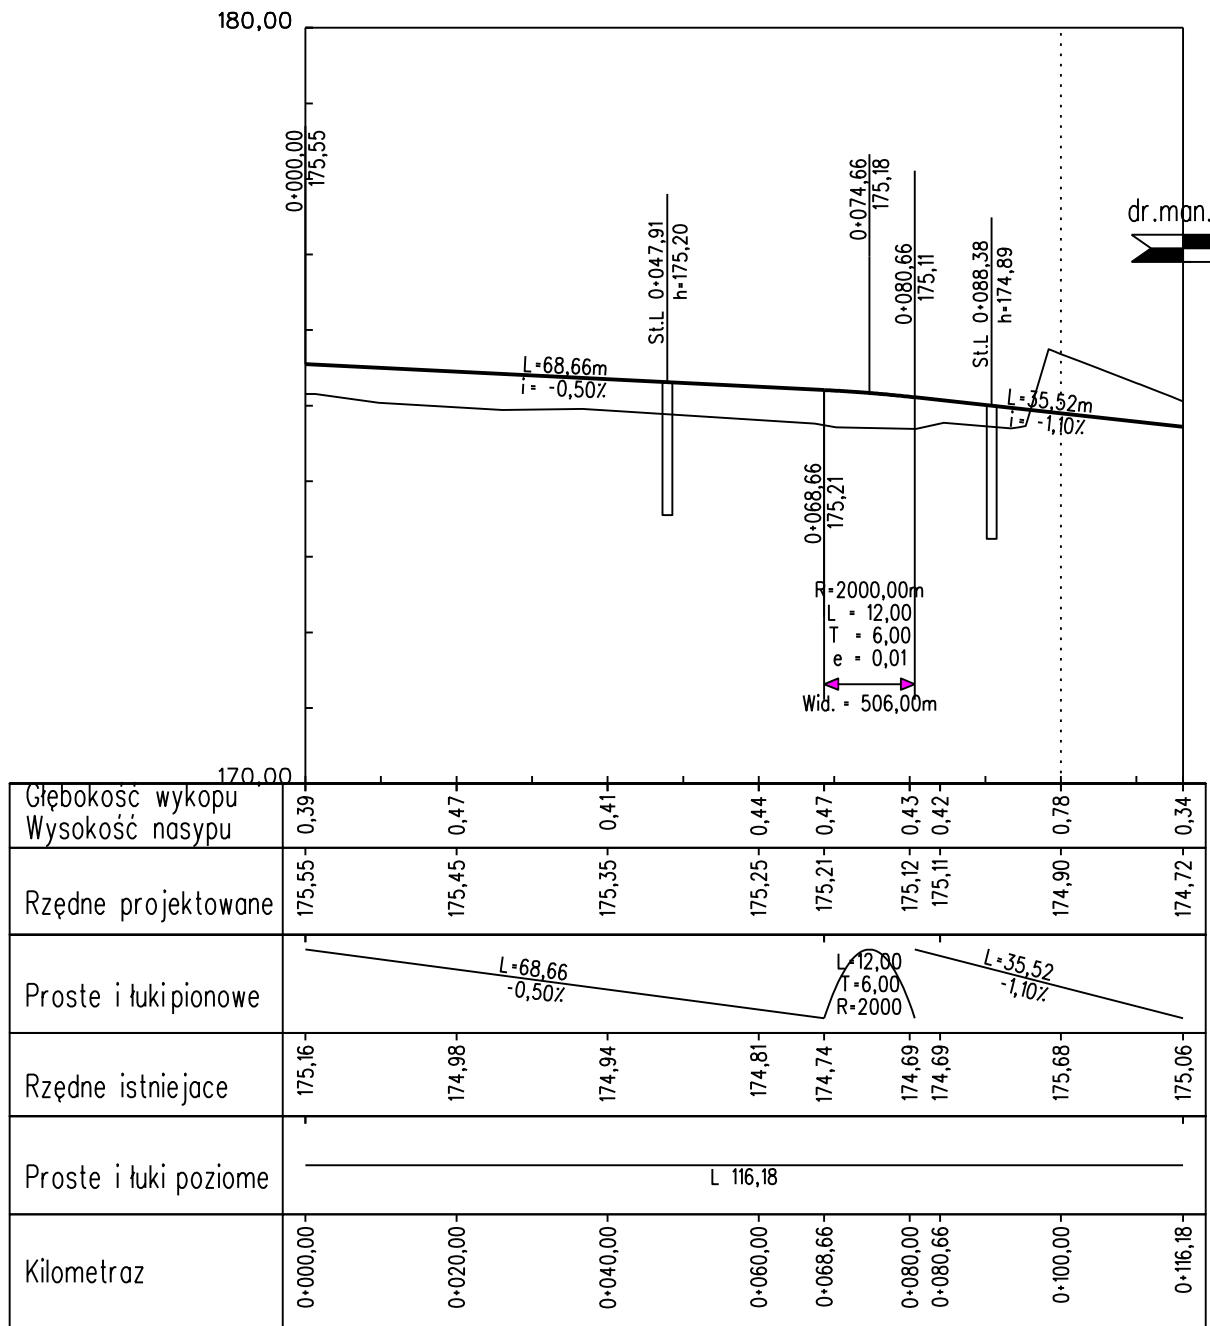 180,00
0+000,00
175,55
St.L 0+047,91
h=175,20
0+074,66
175,18
0+080,66
175,11
St.L 0+088,38
h=174,89
dr.man.
L=68,66m
i= -0,50%
L=35,52m
i= -1,10%
0+068,66
175,21
R=2000,00m
L = 12,00
T = 6,00
e = 0,01
Wid. = 506,00m
170,00
Głębokość wykopu
Wysokość nasypu
0,39 0,47 0,41 0,44 0,47 0,43 0,42 0,78 0,34
Rzędne projektowane
175,55 175,45 175,35 175,25 175,21 175,12 175,11 174,90 174,72
Proste i łuki pionowe
L=68,66
-0,50%
L=12,00
T=6,00
R=2000
L=35,52
-1,10%
Rzędne istniejace
175,16 174,98 174,94 174,81 174,74 174,69 174,69 175,68 175,06
Proste i łuki poziome
L 116,18
Kilometraz
0+000,00 0+020,00 0+040,00 0+060,00 0+068,66 0+080,00 0+080,66 0+100,00 0+116,18